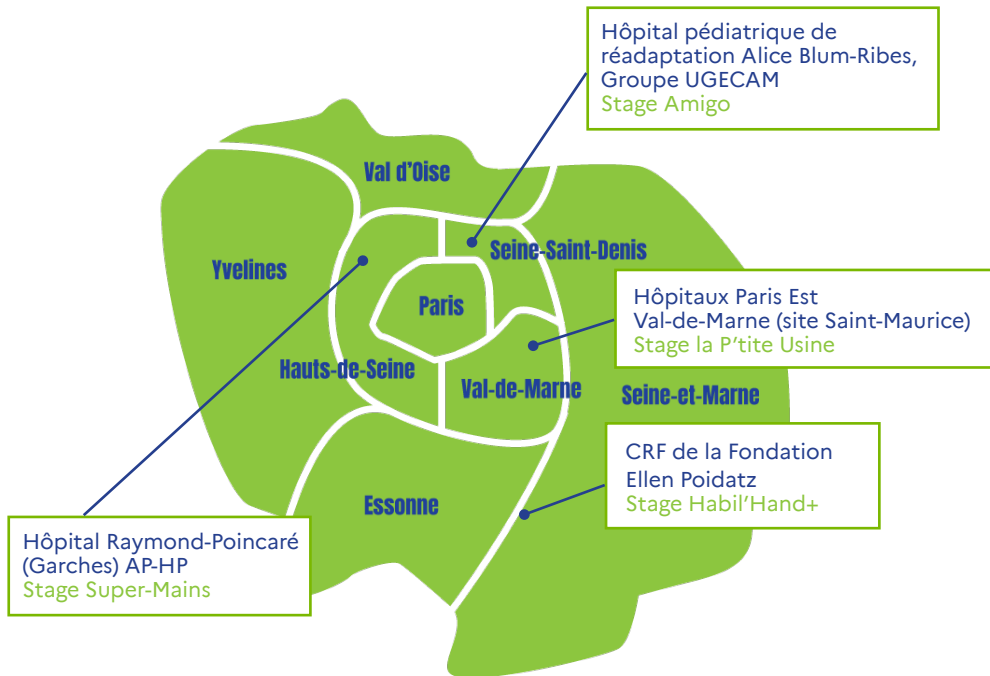 Hôpital pédiatrique de
réadaptation Alice Blum-Ribes,
Groupe UGECAM
Stage Amigo
Val d'Oise
Yvelines
Seine-Saint-Denis
Paris
Hôpitaux Paris Est
Val-de-Marne (site Saint-Maurice)
Stage la P'tite Usine
Hauts-de-Seine
Val-de-Marne
Seine-et-Marne
CRF de la Fondation
Ellen Poidatz
Stage Habil'Hand+
Essonne
Hôpital Raymond-Poincaré
(Garches) AP-HP
Stage Super-Mains